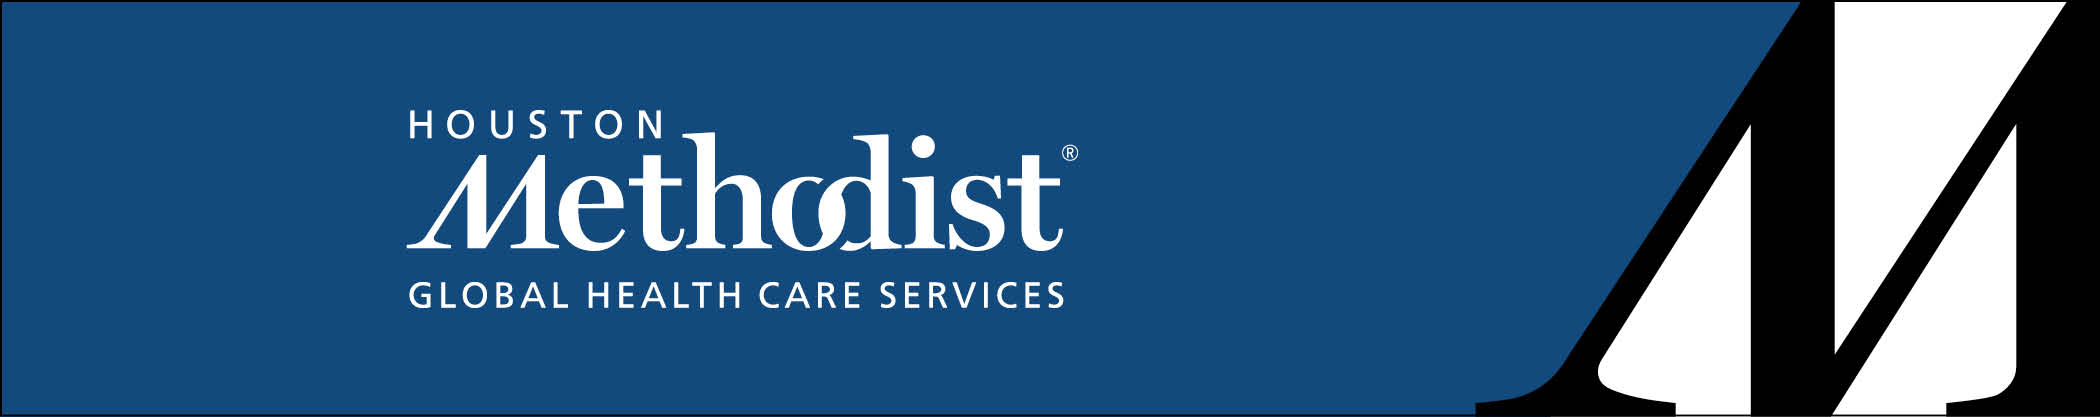 HOUSTON
Methodist®
GLOBAL HEALTH CARE SERVICES
M